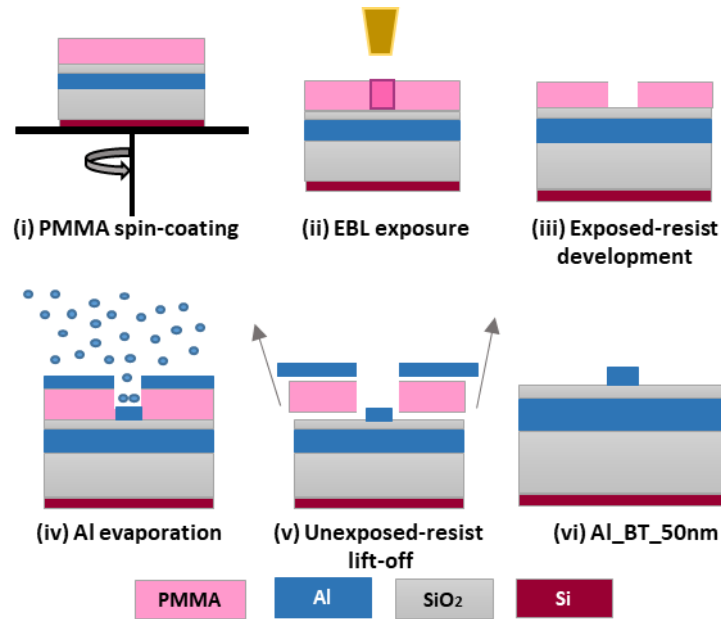 (i) PMMA spin-coating
(ii) EBL exposure
(iii) Exposed-resist
development
(iv) Al evaporation
(v) Unexposed-resist
lift-off
(vi) Al_BT_50nm
PMMA
Al
SiO₂
Si